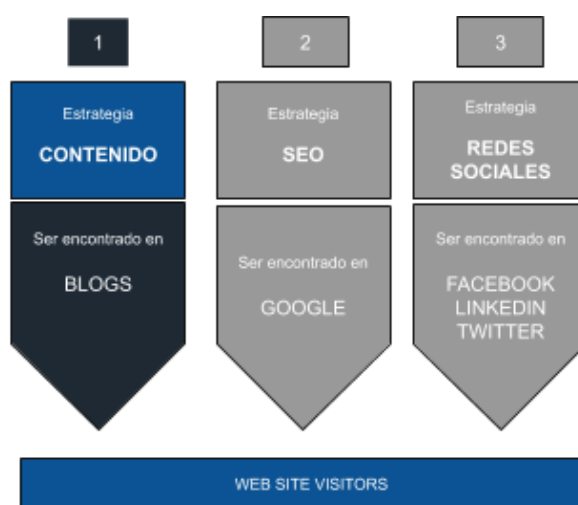 1
Estrategia
CONTENIDO
Ser encontrado en
BLOGS
2
Estrategia
SEO
Ser encontrado en
GOOGLE
3
Estrategia
REDES
SOCIALES
Ser encontrado en
FACEBOOK
LINKEDIN
TWITTER
WEB SITE VISITORS